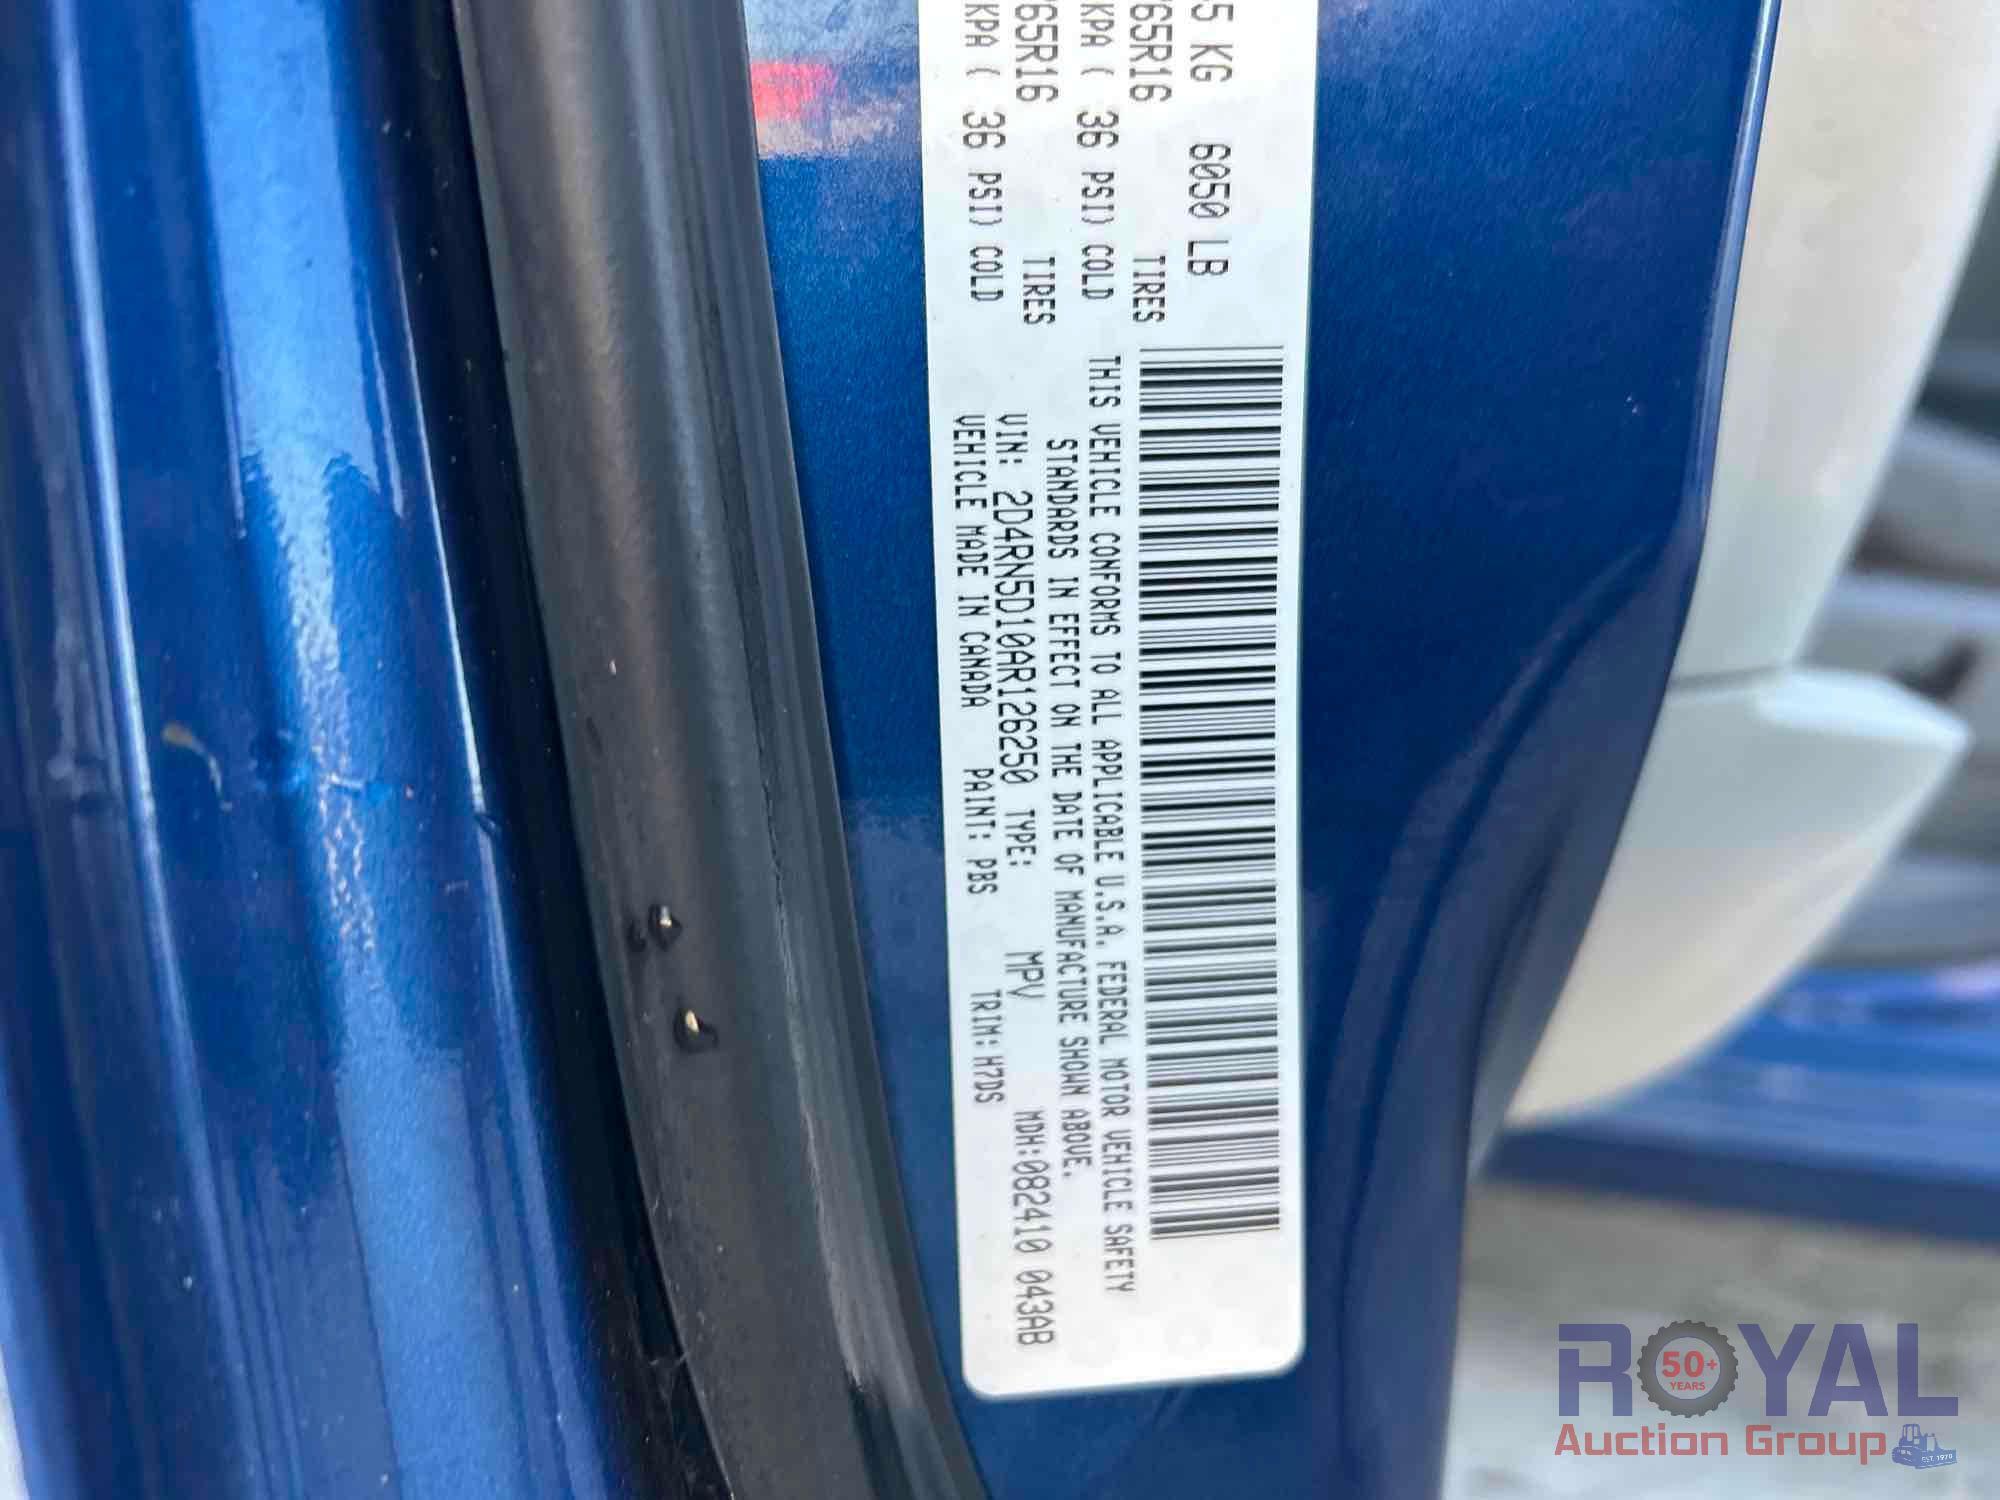 5 KG 6050 LB
65R16 TIRES
KPA ( 36 PSI) COLD
65R16 TIRES
KPA ( 36 PSI) COLD
THIS VEHICLE CONFORMS TO ALL APPLICABLE U.S.A. FEDERAL MOTOR VEHICLE SAFETY
STANDARDS IN EFFECT ON THE DATE OF MANUFACTURE SHOWN ABOVE.
VIN: 2D4RN5D10AR126250 TYPE: MPV MDH:082410 043AB
VEHICLE MADE IN CANADA PAINT: PBS TRIM: H7DS
ROYAL
50+
YEARS
Auction Group
EST. 1970